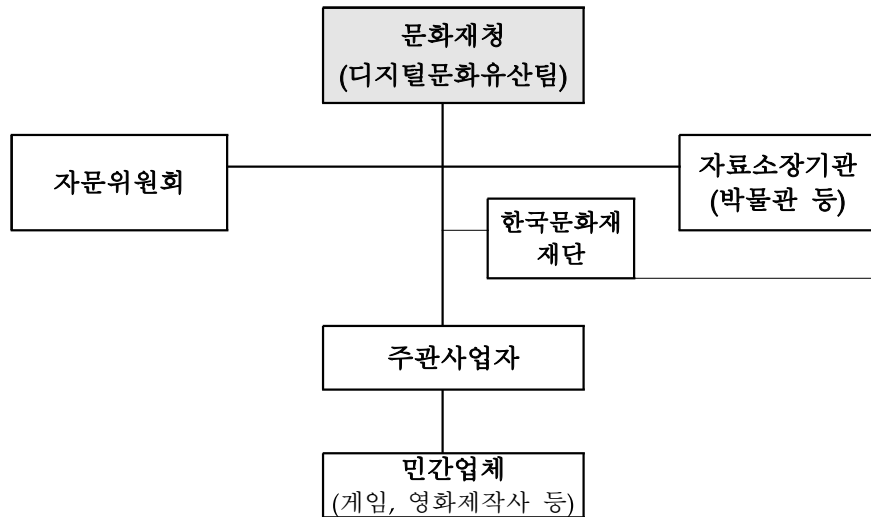 문화재청
(디지털문화유산팀)
자문위원회
자료소장기관
(박물관 등)
한국문화재
재단
주관사업자
민간업체
(게임, 영화제작사 등)